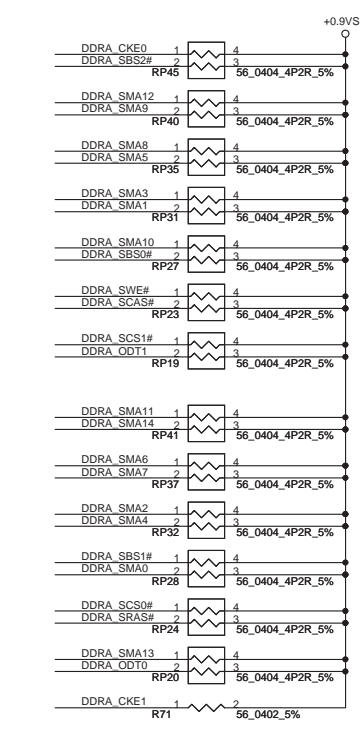 +0.9VS
DDRA_CKE0 1 4
DDRA_SBS2# 2 3
RP45 56_0404_4P2R_5%
DDRA_SMA12 1 4
DDRA_SMA9 2 3
RP40 56_0404_4P2R_5%
DDRA_SMA8 1 4
DDRA_SMA5 2 3
RP35 56_0404_4P2R_5%
DDRA_SMA3 1 4
DDRA_SMA1 2 3
RP31 56_0404_4P2R_5%
DDRA_SMA10 1 4
DDRA_SBS0# 2 3
RP27 56_0404_4P2R_5%
DDRA_SWE# 1 4
DDRA_SCAS# 2 3
RP23 56_0404_4P2R_5%
DDRA_SCS1# 1 4
DDRA_ODT1 2 3
RP19 56_0404_4P2R_5%
DDRA_SMA11 1 4
DDRA_SMA14 2 3
RP41 56_0404_4P2R_5%
DDRA_SMA6 1 4
DDRA_SMA7 2 3
RP37 56_0404_4P2R_5%
DDRA_SMA2 1 4
DDRA_SMA4 2 3
RP32 56_0404_4P2R_5%
DDRA_SBS1# 1 4
DDRA_SMA0 2 3
RP28 56_0404_4P2R_5%
DDRA_SCS0# 1 4
DDRA_SRAS# 2 3
RP24 56_0404_4P2R_5%
DDRA_SMA13 1 4
DDRA_ODT0 2 3
RP20 56_0404_4P2R_5%
DDRA_CKE1 1 2
R71 56_0402_5%